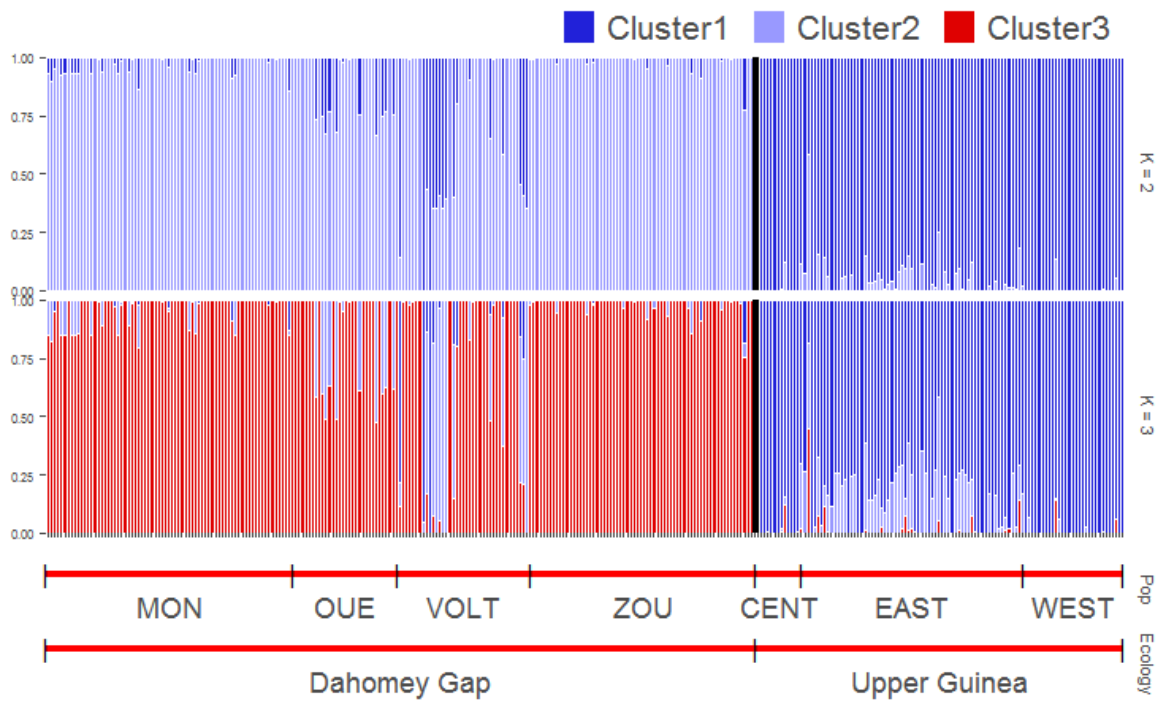 Cluster1 Cluster2 Cluster3
1.00
0.75
0.50
0.25
0.00
K = 2
1.00
0.75
0.50
0.25
0.00
K = 3
MON OUE VOLT ZOU CENT EAST WEST
Pop
Dahomey Gap Upper Guinea
Ecology